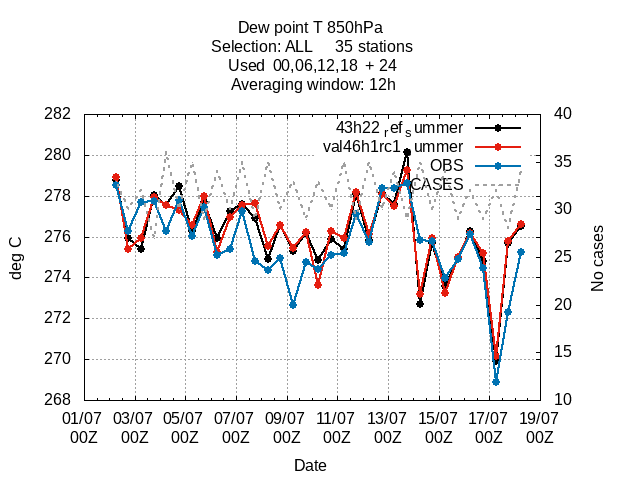 Dew point T 850hPa
Selection: ALL     35 stations
Used  00,06,12,18  + 24
Averaging window: 12h
43h22_refsummer
val46h1rc1 ummer
OBS
CASES
282
280
278
276
274
272
270
268
deg C
40
35
30
25
20
15
10
No cases
01/07 03/07 05/07 07/07 09/07 11/07 13/07 15/07 17/07 19/07
00Z 00Z 00Z 00Z 00Z 00Z 00Z 00Z 00Z 00Z
Date